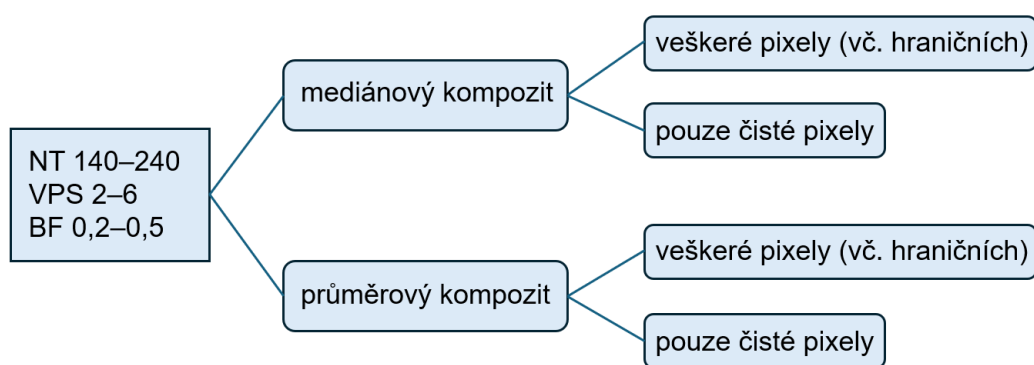 NT 140–240
VPS 2–6
BF 0,2–0,5
mediánový kompozit
veškeré pixely (vč. hraničních)
pouze čisté pixely
průměrový kompozit
veškeré pixely (vč. hraničních)
pouze čisté pixely